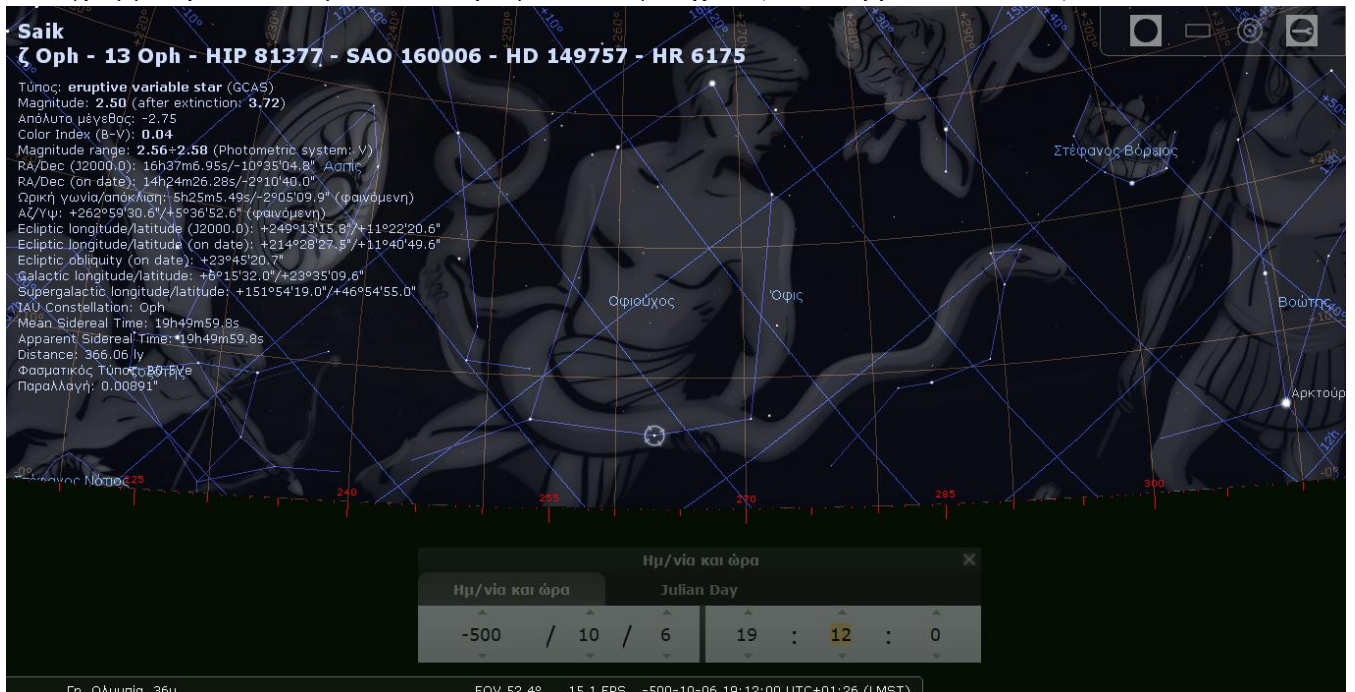 Saik
ζ Oph - 13 Oph - HIP 81377 - SAO 160006 - HD 149757 - HR 6175
Τύπος: eruptive variable star (GCAS)
Magnitude: 2.50 (after extinction: 3.72)
Απόλυτο μέγεθος: -2.75
Color Index (B-V): 0.04
Magnitude range: 2.56÷2.58 (Photometric system: V)
RA/Dec (J2000.0): 16h37m6.95s/-10°35'04.8"
Ασπίς
Στέφανος Βόρειος
RA/Dec (on date): 14h24m26.28s/-2°10'40.0"
Ωρική γωνία/απόκλιση: 5h25m5.49s/-2°05'09.9" (φαινόμενη)
Αζ/Υψ: +262°59'30.6"/+5°36'52.6" (φαινόμενη)
Ecliptic longitude/latitude (J2000.0): +249°13'15.8"/+11°22'20.6"
Ecliptic longitude/latitude (on date): +214°28'27.5"/+11°40'49.6"
Ecliptic obliquity (on date): +23°45'20.7"
Galactic longitude/latitude: +6°15'32.0"/+23°35'09.6"
Supergalactic longitude/latitude: +151°54'19.0"/+46°54'55.0"
Οφιούχος
Όφις
Βοώτης
IAU Constellation: Oph
Mean Sidereal Time: 19h49m59.8s
Apparent Sidereal Time: 19h49m59.8s
Distance: 366.06 ly
Φασματικός Τύπος:
Τοξότης
Παραλλαγή: 0.00891"
Αρκτούρ
Νότιος
225
240
255
270
285
300
Ημ/νία και ώρα
Ημ/νία και ώρα Julian Day
-500 / 10 / 6 19 : 12 : 0
Γη, Ολυμπία, 36μ FOV 52.4° 15.1 FPS -500-10-06 19:12:00 UTC+01:26 (LMST)